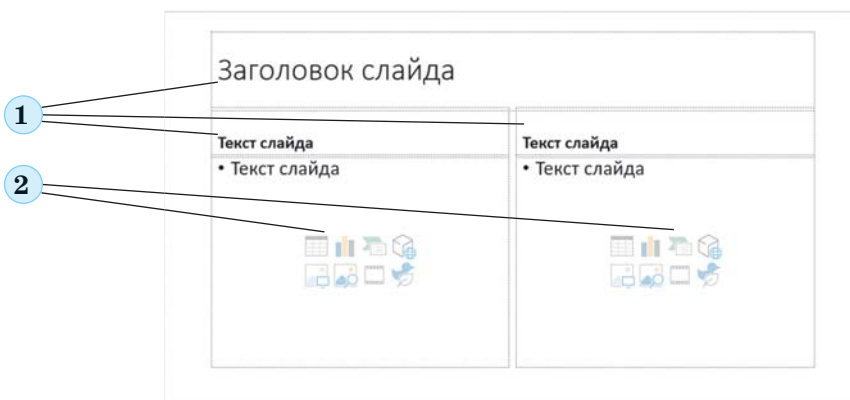 Заголовок слайда
1
Текст слайда
Текст слайда
• Текст слайда
• Текст слайда
2